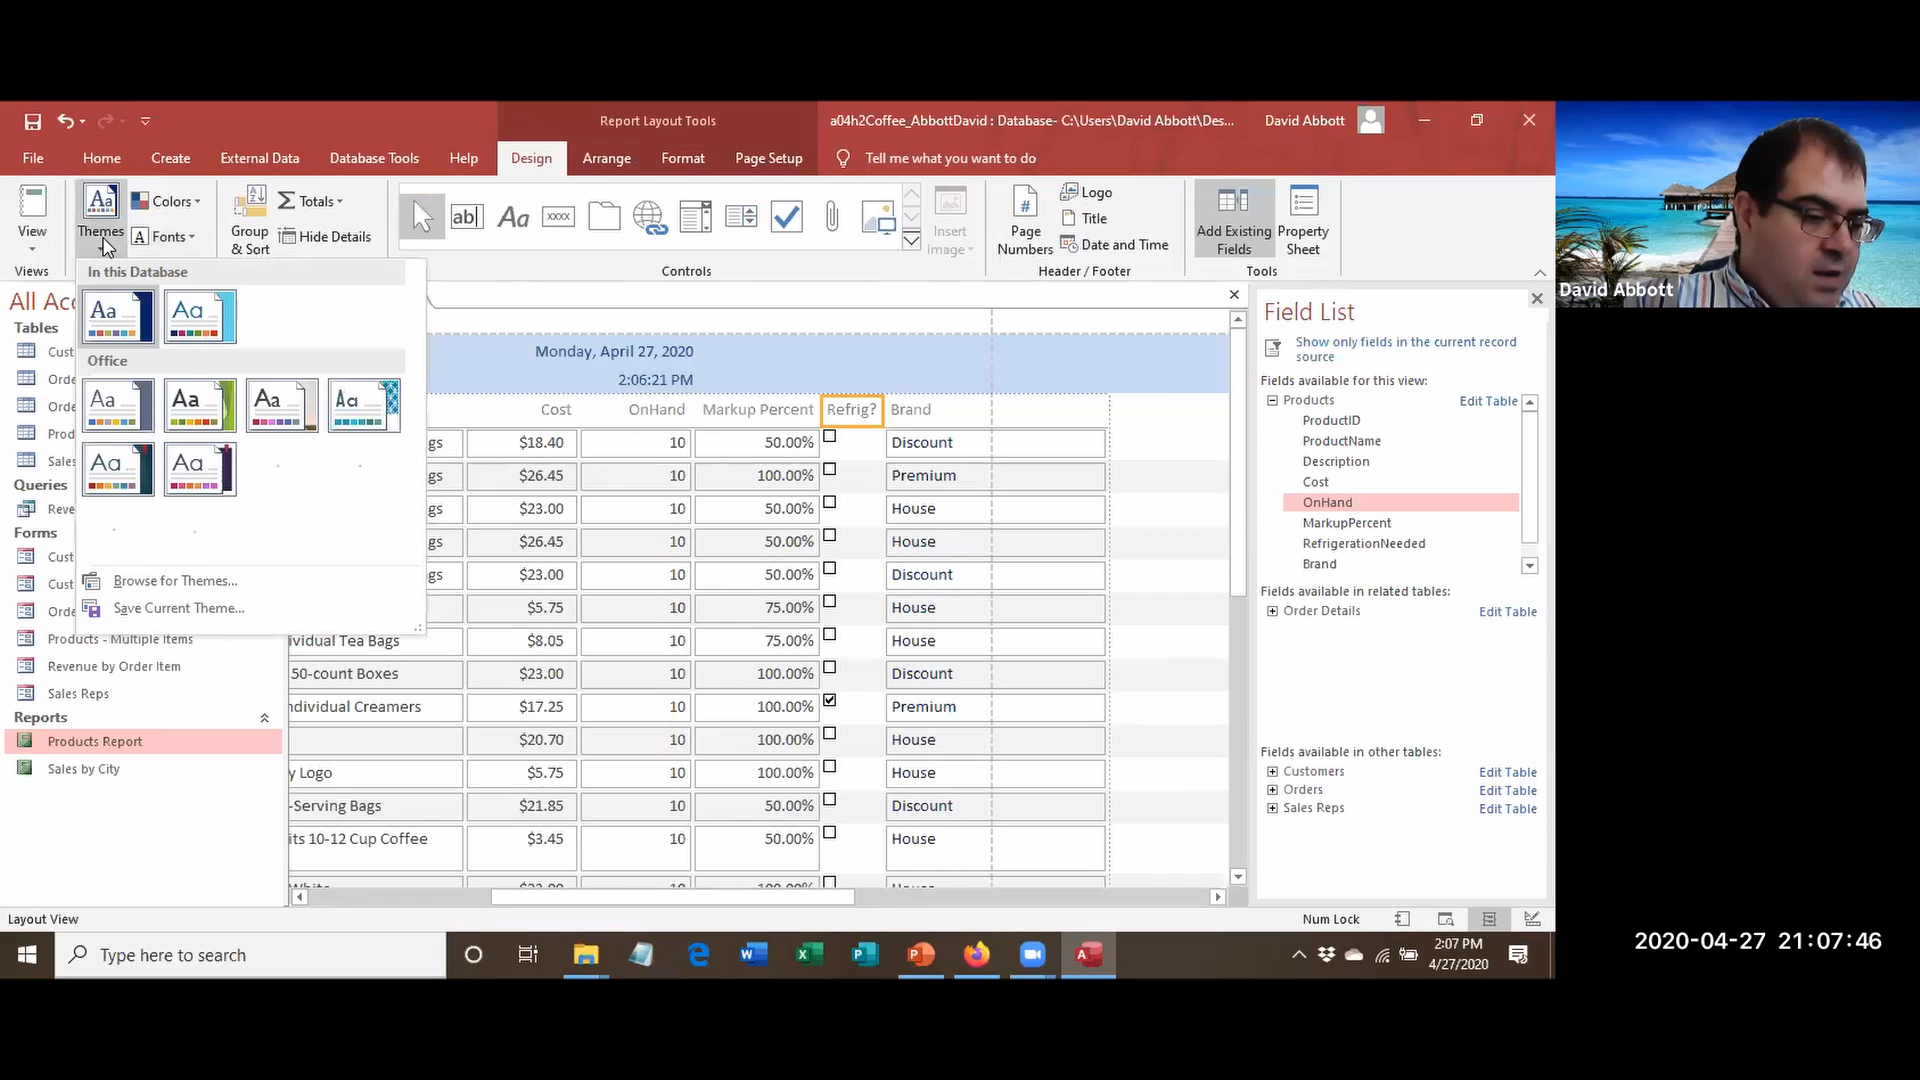 Report Layout Tools
a04h2Coffee_AbbottDavid : Database- C:\Users\David Abbott\Des...
David Abbott
File Home Create External Data Database Tools Help Design Arrange Format Page Setup Tell me what you want to do
View
Views
Themes
Colors
Fonts
Group
& Sort
Totals
Hide Details
ab|
Aa
xxxx
Controls
Insert
Image
Page
Numbers
Logo
Title
Date and Time
Header / Footer
Add Existing
Fields
Property
Sheet
Tools
All Ac
Tables
Cust
Orde
Orde
Prod
Sales
Queries
Reve
Forms
Cust
Cust
Orde
Products - Multiple Items
Revenue by Order Item
Sales Reps
Reports
Products Report
Sales by City
In this Database
Aa Aa
Office
Aa Aa Aa Aa
Aa Aa
Browse for Themes...
Save Current Theme...
Monday, April 27, 2020
2:06:21 PM
Cost OnHand Markup Percent Refrig? Brand
gs $18.40 10 50.00% Discount
gs $26.45 10 100.00% Premium
gs $23.00 10 50.00% House
gs $26.45 10 50.00% House
gs $23.00 10 50.00% Discount
$5.75 10 75.00% House
ividual Tea Bags $8.05 10 75.00% House
50-count Boxes $23.00 10 100.00% Discount
ndividual Creamers $17.25 10 100.00% Premium
$20.70 10 100.00% House
y Logo $5.75 10 100.00% House
-Serving Bags $21.85 10 50.00% Discount
its 10-12 Cup Coffee $3.45 10 50.00% House
Field List
Show only fields in the current record
source
Fields available for this view:
Products Edit Table
ProductID
ProductName
Description
Cost
OnHand
MarkupPercent
RefrigerationNeeded
Brand
Fields available in related tables:
Order Details Edit Table
Fields available in other tables:
Customers Edit Table
Orders Edit Table
Sales Reps Edit Table
Layout View
Num Lock
Type here to search
2:07 PM
4/27/2020
David Abbott
2020-04-27 21:07:46